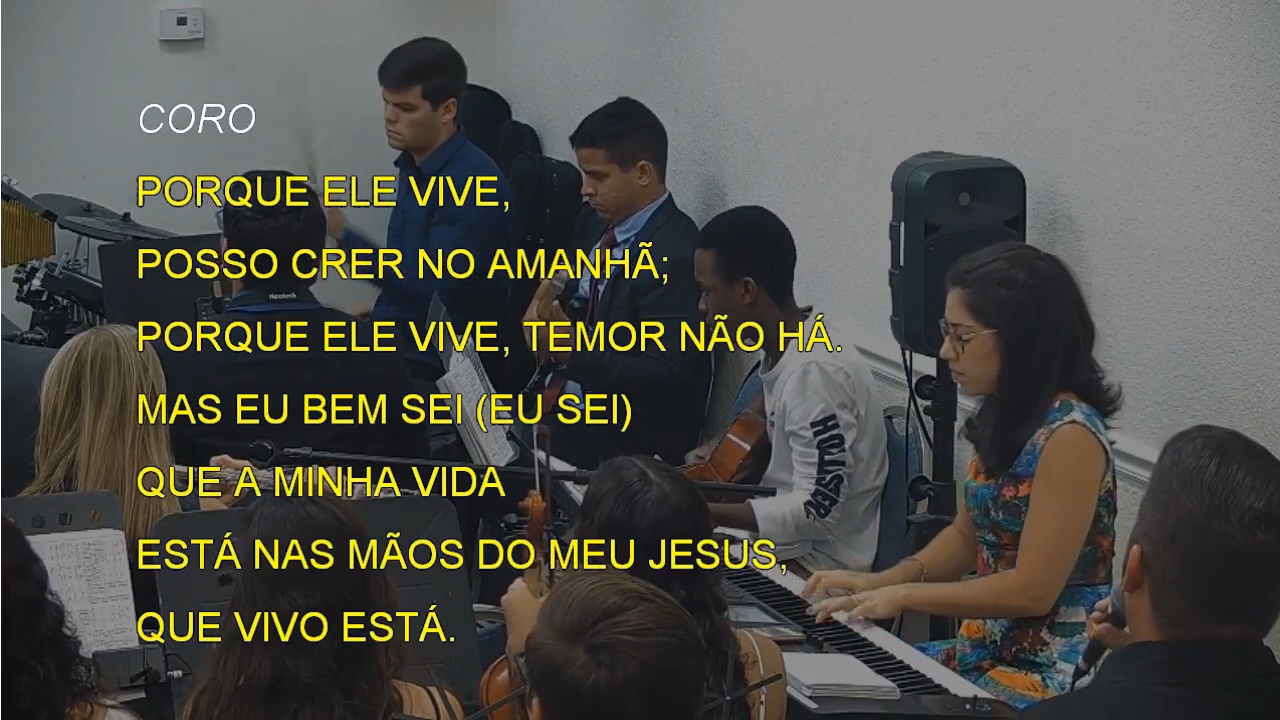 CORO
PORQUE ELE VIVE,
POSSO CRER NO AMANHÃ;
PORQUE ELE VIVE, TEMOR NÃO HÁ.
MAS EU BEM SEI (EU SEI)
QUE A MINHA VIDA
ESTÁ NAS MÃOS DO MEU JESUS,
QUE VIVO ESTÁ.
HOLLISTER